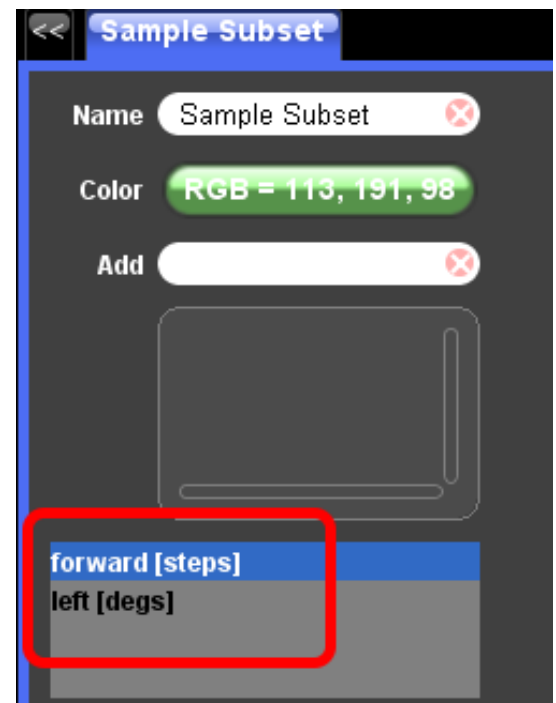 << Sample Subset
Name Sample Subset
Color RGB = 113, 191, 98
Add
forward [steps]
left [degs]